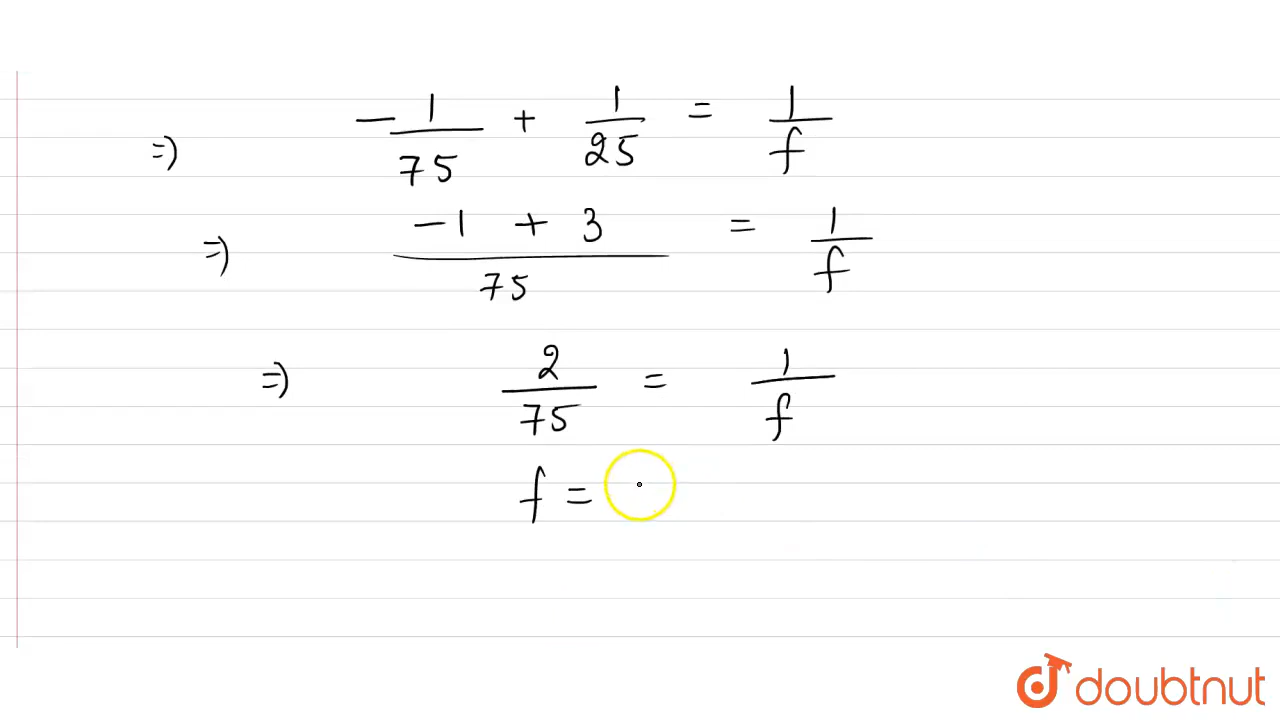 =) - 1/75 + 1/25 = 1/f
=) -1 + 3/75 = 1/f
=) 2/75 = 1/f
f =
doubtnut